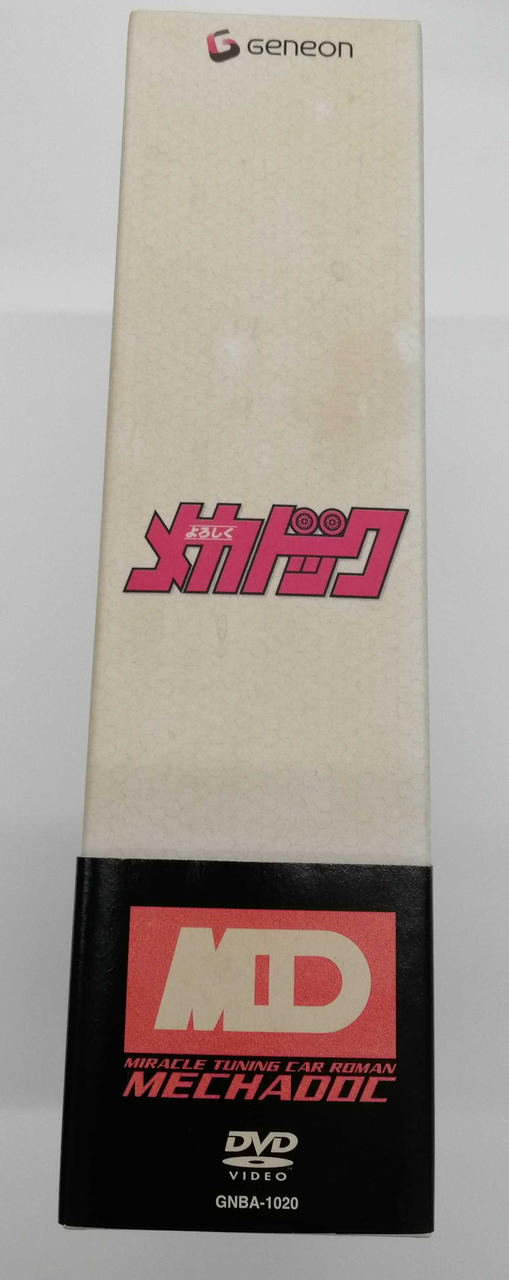 GENEON
よろしく
メカドック
MD
MIRACLE TUNING CAR ROMAN
MECHADOC
DVD
VIDEO
GNBA-1020